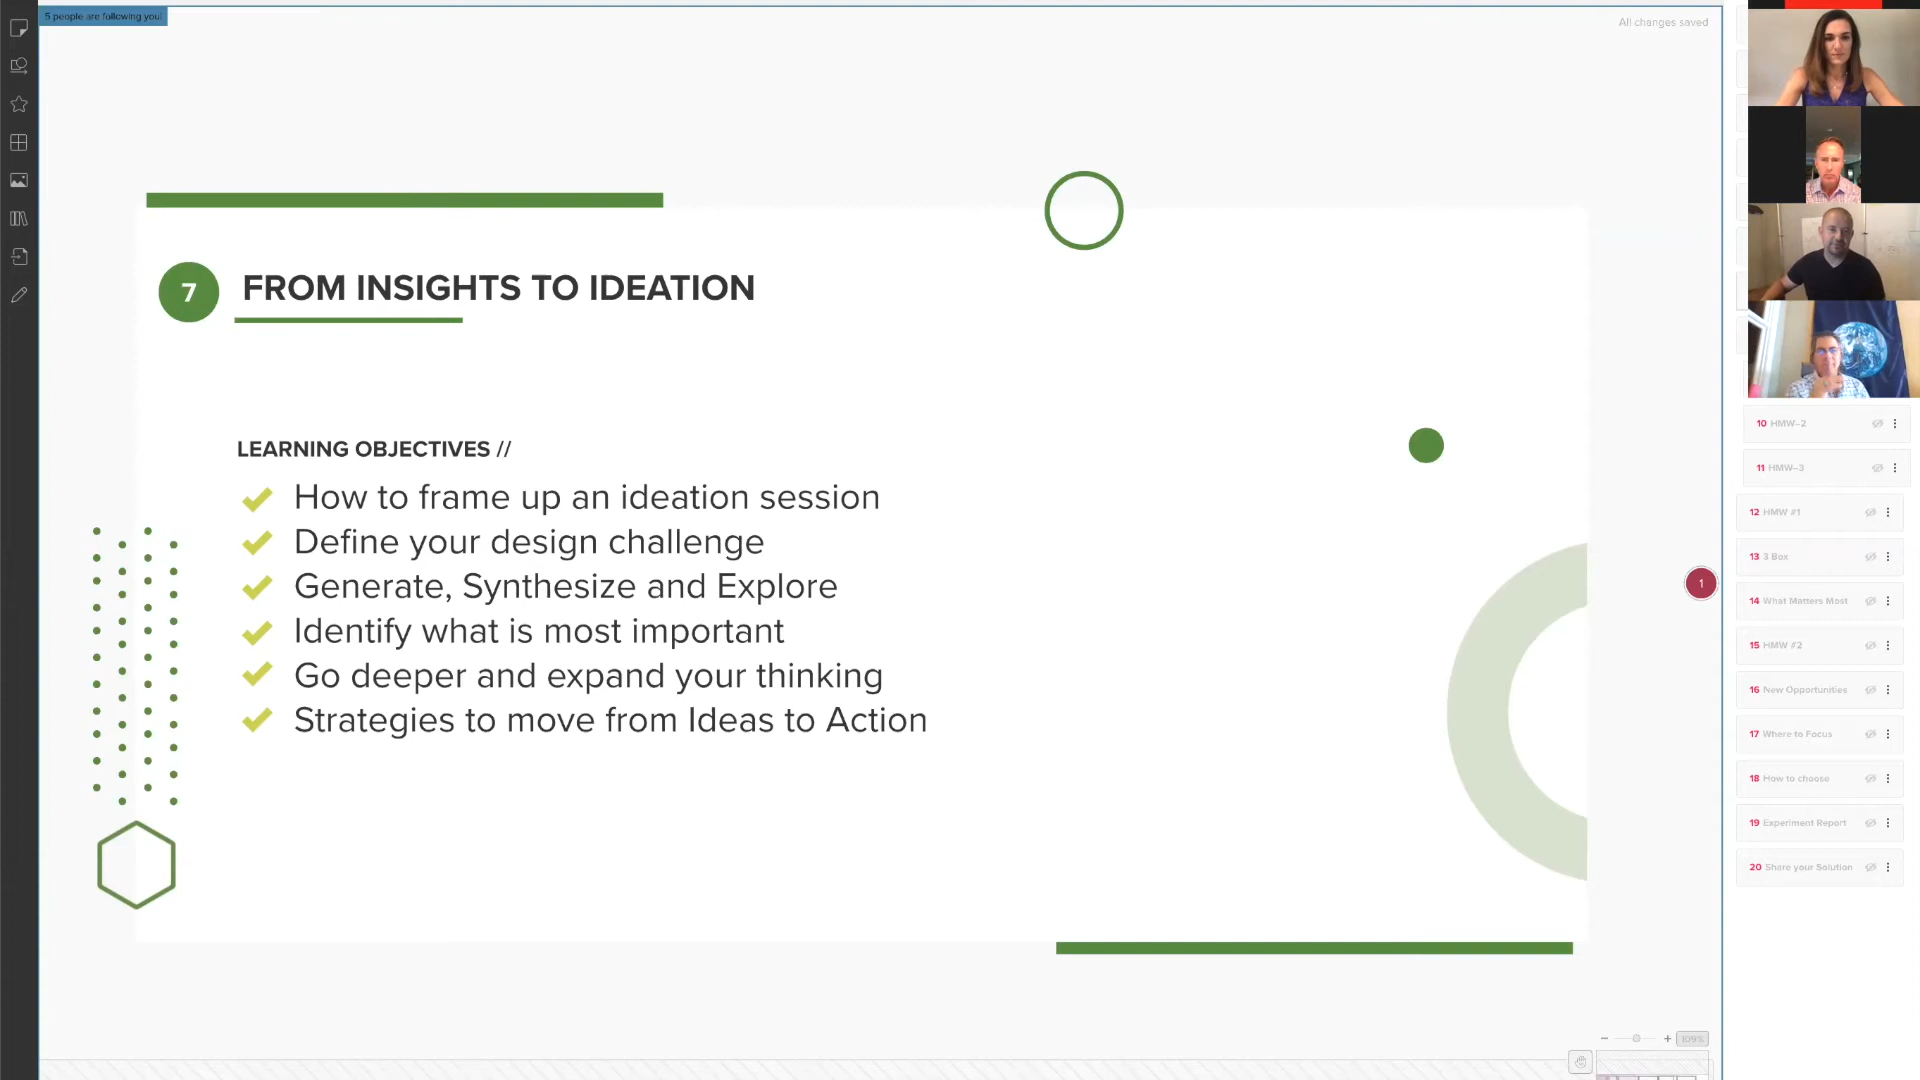 5 people are following you!
All changes saved
7
FROM INSIGHTS TO IDEATION
LEARNING OBJECTIVES //
How to frame up an ideation session
Define your design challenge
Generate, Synthesize and Explore
Identify what is most important
Go deeper and expand your thinking
Strategies to move from Ideas to Action
1
10 HMW-2
11 HMW-3
12 HMW #1
13 3 Box
14 What Matters Most
15 HMW #2
16 New Opportunities
17 Where to Focus
18 How to choose
19 Experiment Report
20 Share your Solution
109%